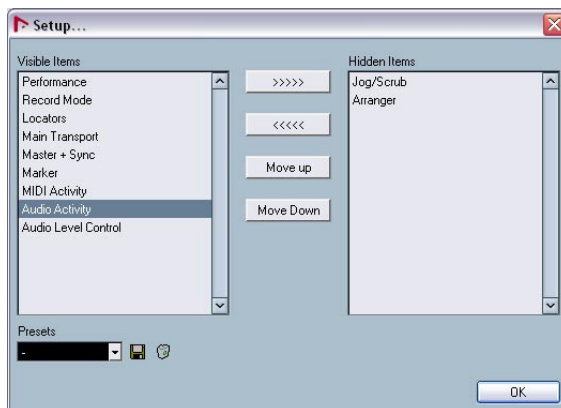 Setup...
Visible Items
Performance
Record Mode
Locators
Main Transport
Master + Sync
Marker
MIDI Activity
Audio Activity
Audio Level Control
>>>>>
<<<<<
Move up
Move Down
Hidden Items
Jog/Scrub
Arranger
Presets
-
OK